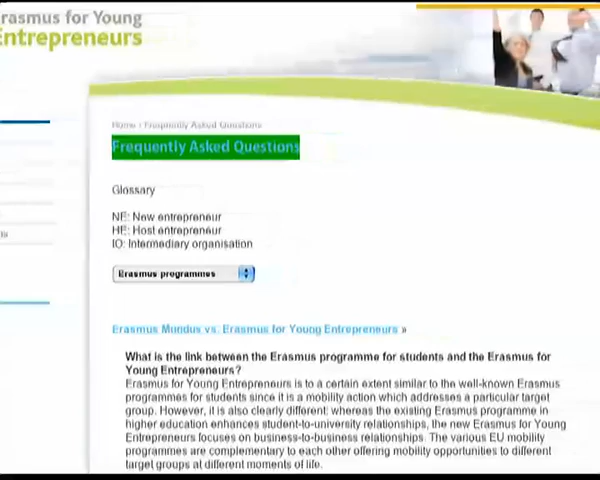 rasmus for Young
Entrepreneurs
Home › Frequently Asked Questions
Frequently Asked Questions
Glossary
NE: New entrepreneur
HE: Host entrepreneur
IO: Intermediary organisation
Erasmus programmes
Erasmus Mundus vs. Erasmus for Young Entrepreneurs »
What is the link between the Erasmus programme for students and the Erasmus for
Young Entrepreneurs?
Erasmus for Young Entrepreneurs is to a certain extent similar to the well-known Erasmus
programmes for students since it is a mobility action which addresses a particular target
group. However, it is also clearly different: whereas the existing Erasmus programme in
higher education enhances student-to-university relationships, the new Erasmus for Young
Entrepreneurs focuses on business-to-business relationships. The various EU mobility
programmes are complementary to each other offering mobility opportunities to different
target groups at different moments of life.